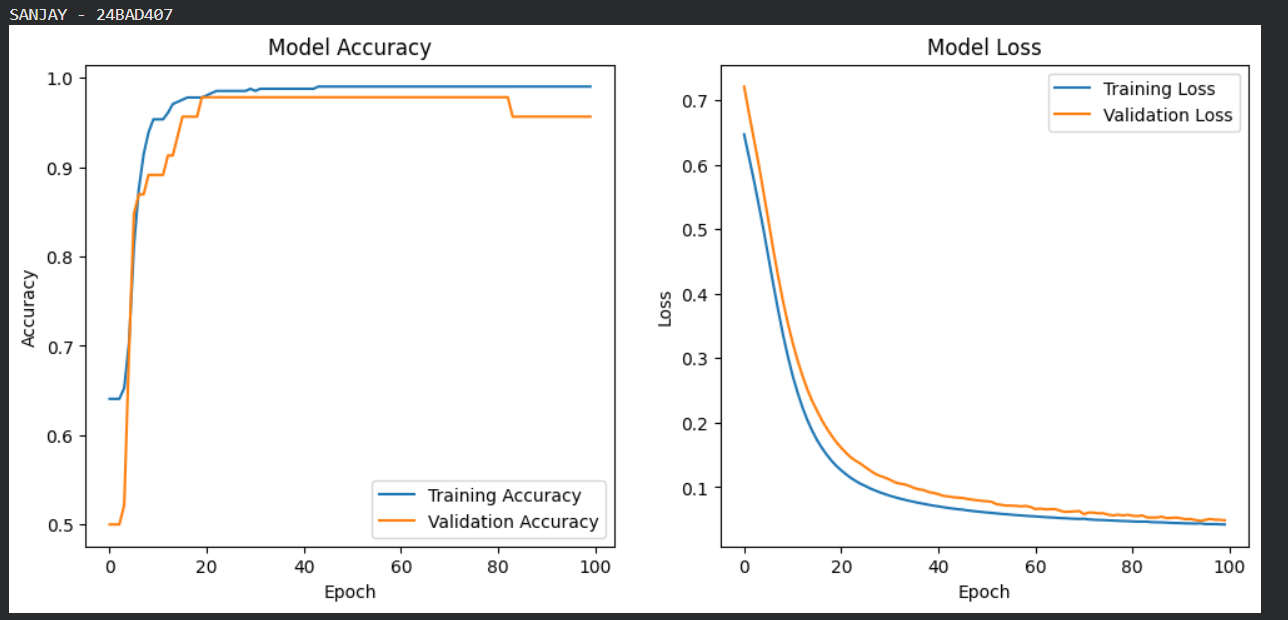 SANJAY - 24BAD407
Model Accuracy
1.0
0.9
0.8
0.7
0.6
0.5
Accuracy
Training Accuracy
Validation Accuracy
0 20 40 60 80 100
Epoch
Model Loss
0.7
0.6
0.5
0.4
0.3
0.2
0.1
Loss
Training Loss
Validation Loss
0 20 40 60 80 100
Epoch